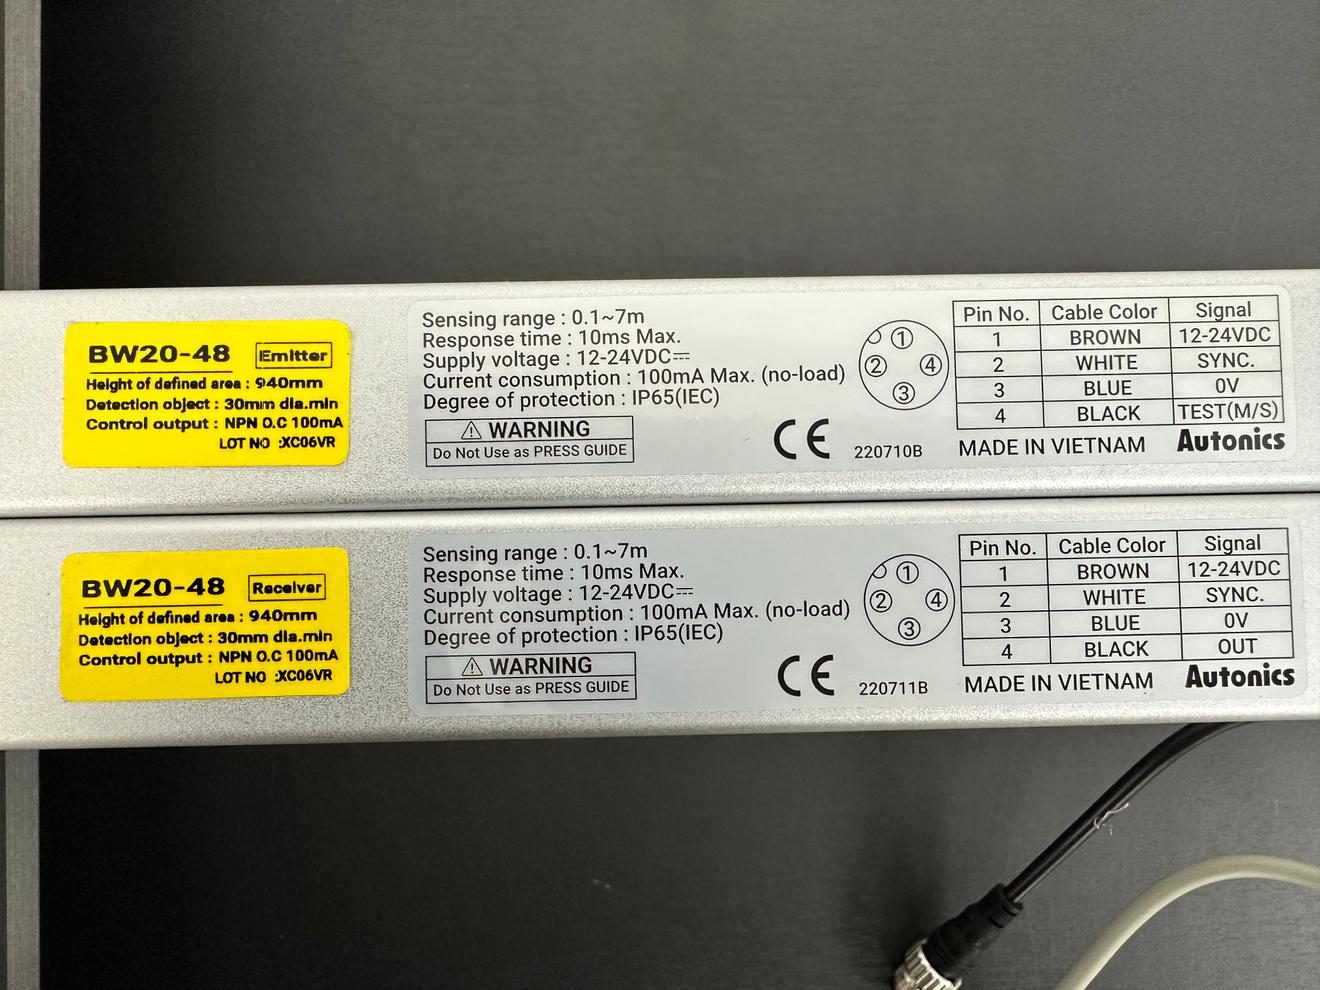 BW20-48 Emitter
Height of defined area : 940mm
Detection object : 30mm dia.min
Control output : NPN O.C 100mA
LOT NO :XC06VR
Sensing range : 0.1~7m
Response time : 10ms Max.
Supply voltage : 12-24VDC⎓
Current consumption : 100mA Max. (no-load)
Degree of protection : IP65(IEC)
⚠ WARNING
Do Not Use as PRESS GUIDE
CE
220710B
① ② ④ ③
Pin No. Cable Color Signal
1 BROWN 12-24VDC
2 WHITE SYNC.
3 BLUE 0V
4 BLACK TEST(M/S)
MADE IN VIETNAM Autonics
BW20-48 Receiver
Height of defined area : 940mm
Detection object : 30mm dia.min
Control output : NPN O.C 100mA
LOT NO :XC06VR
Sensing range : 0.1~7m
Response time : 10ms Max.
Supply voltage : 12-24VDC⎓
Current consumption : 100mA Max. (no-load)
Degree of protection : IP65(IEC)
⚠ WARNING
Do Not Use as PRESS GUIDE
CE
220711B
① ② ④ ③
Pin No. Cable Color Signal
1 BROWN 12-24VDC
2 WHITE SYNC.
3 BLUE 0V
4 BLACK OUT
MADE IN VIETNAM Autonics